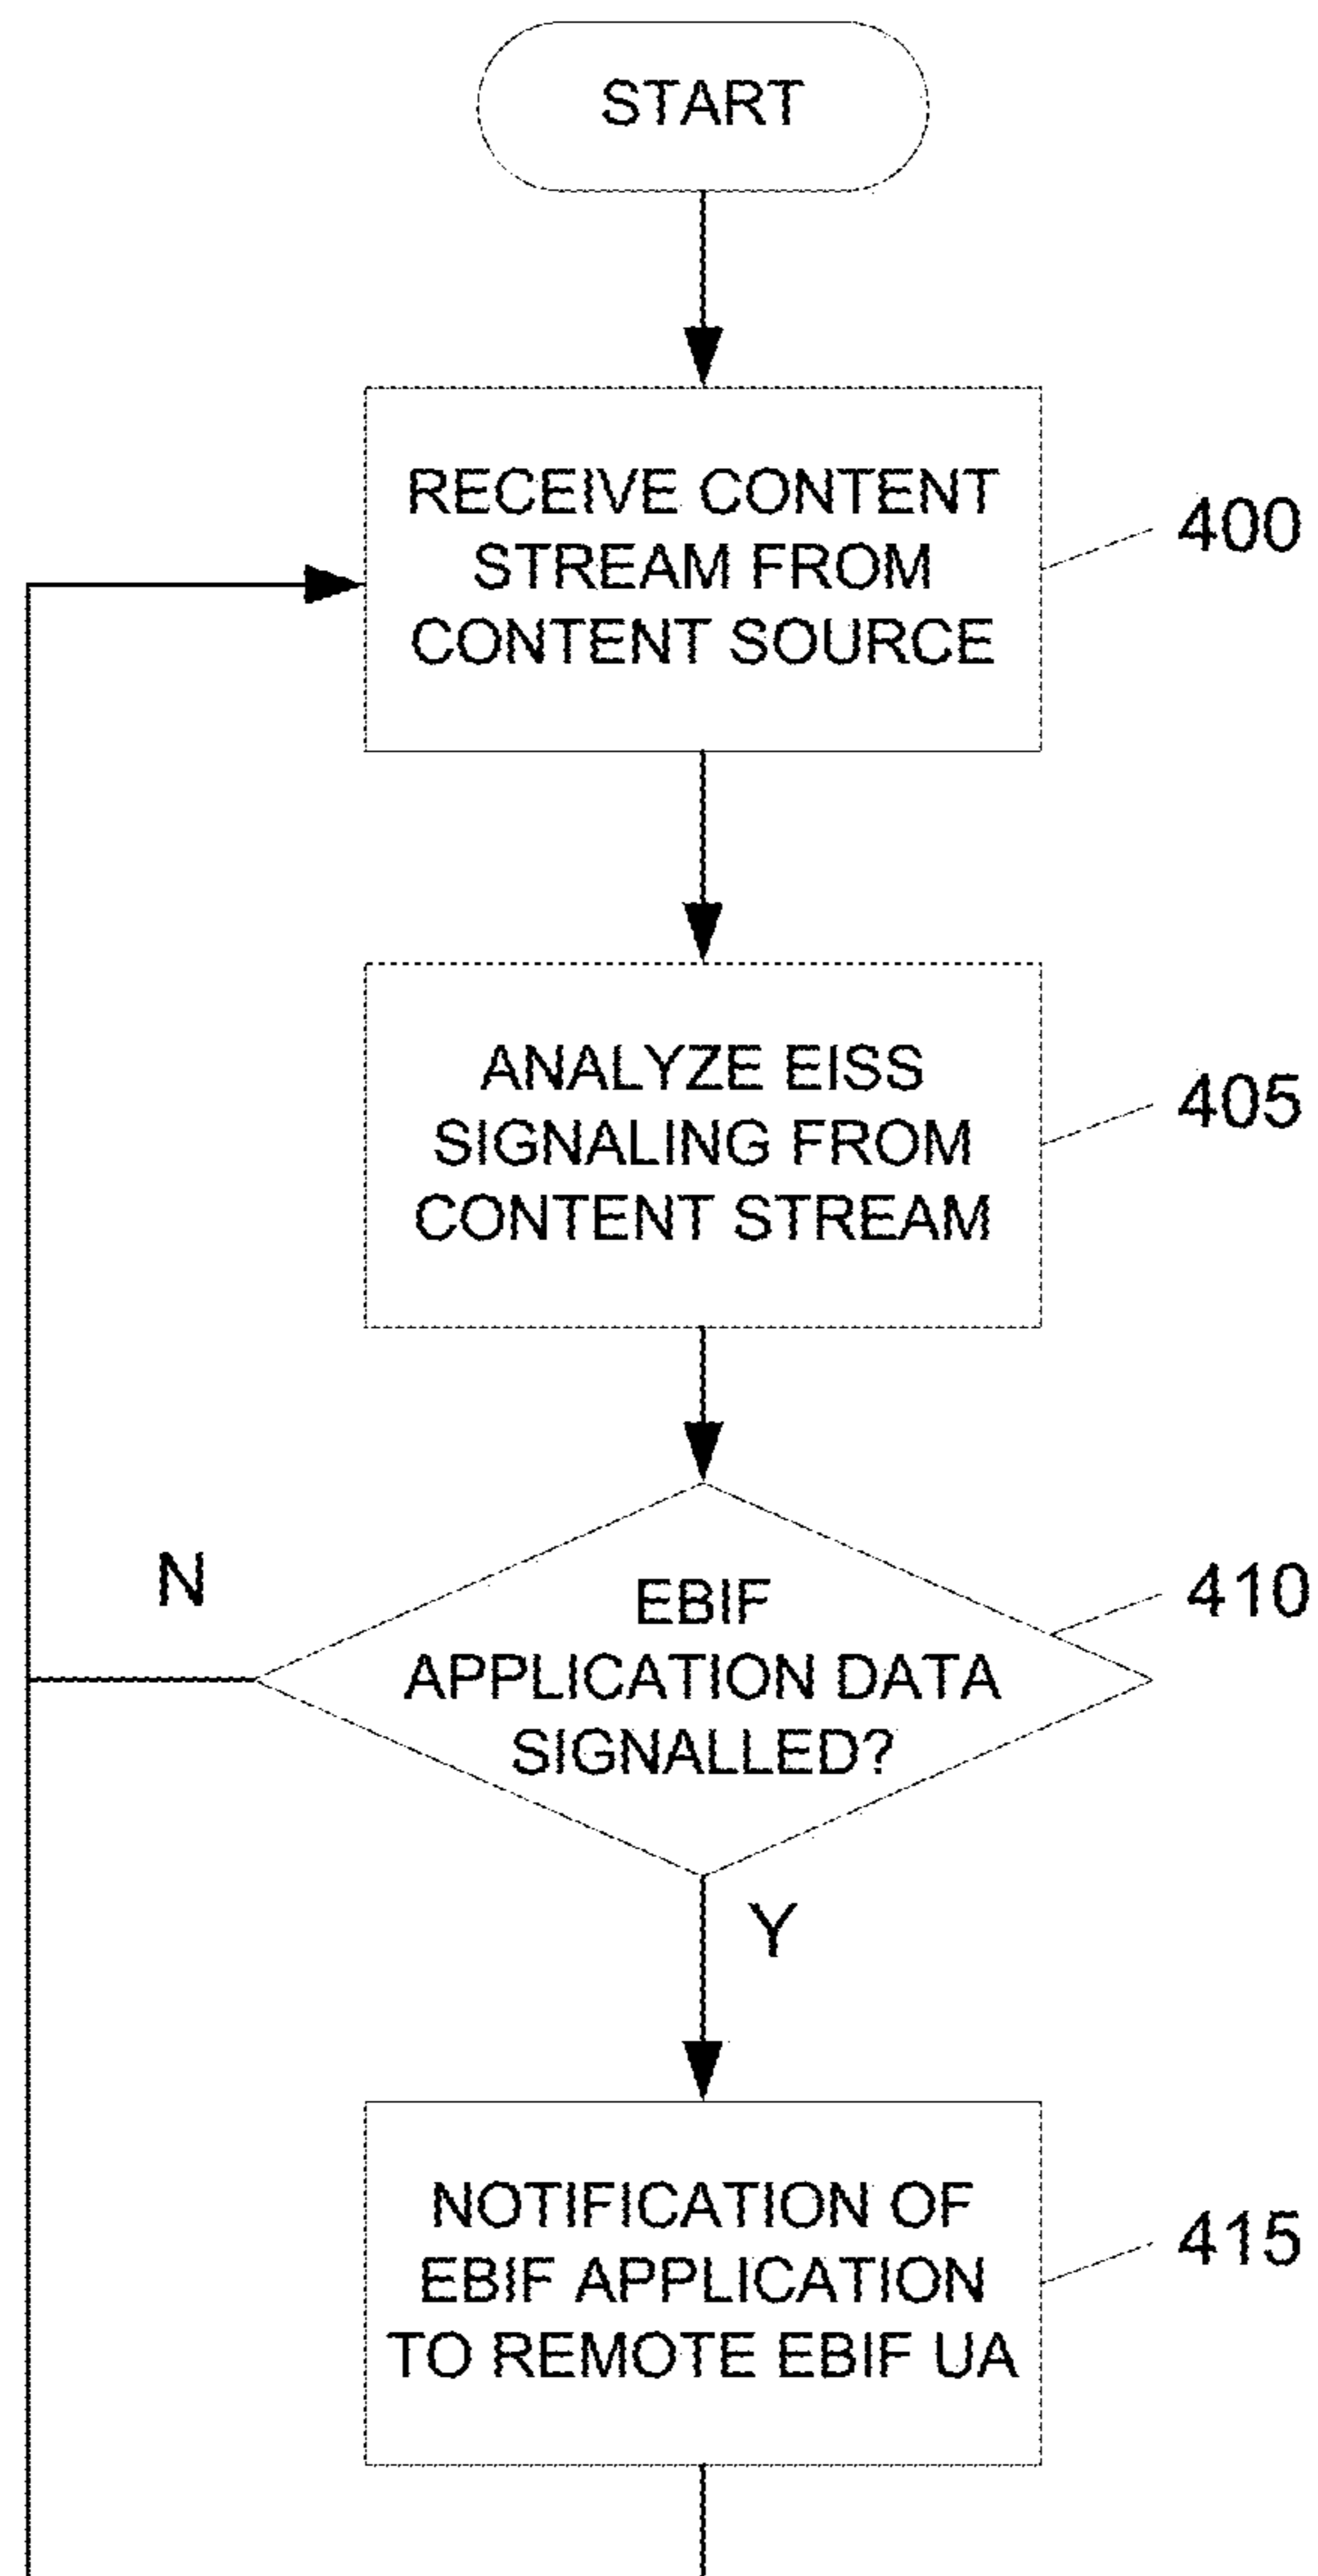 START
RECEIVE CONTENT
STREAM FROM
CONTENT SOURCE
400
ANALYZE EISS
SIGNALING FROM
CONTENT STREAM
405
N
EBIF
APPLICATION DATA
SIGNALLED?
410
Y
NOTIFICATION OF
EBIF APPLICATION
TO REMOTE EBIF UA
415